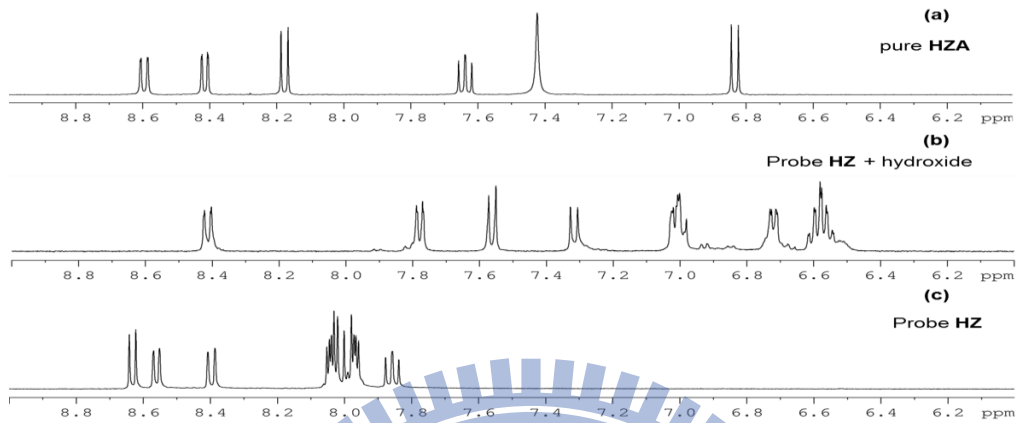 (a)
pure HZA
8.8 8.6 8.4 8.2 8.0 7.8 7.6 7.4 7.2 7.0 6.8 6.6 6.4 6.2 ppm
(b)
Probe HZ + hydroxide
8.8 8.6 8.4 8.2 8.0 7.8 7.6 7.4 7.2 7.0 6.8 6.6 6.4 6.2 ppm
(c)
Probe HZ
8.8 8.6 8.4 8.2 8.0 7.8 7.6 7.4 7.2 7.0 6.8 6.6 6.4 6.2 ppm